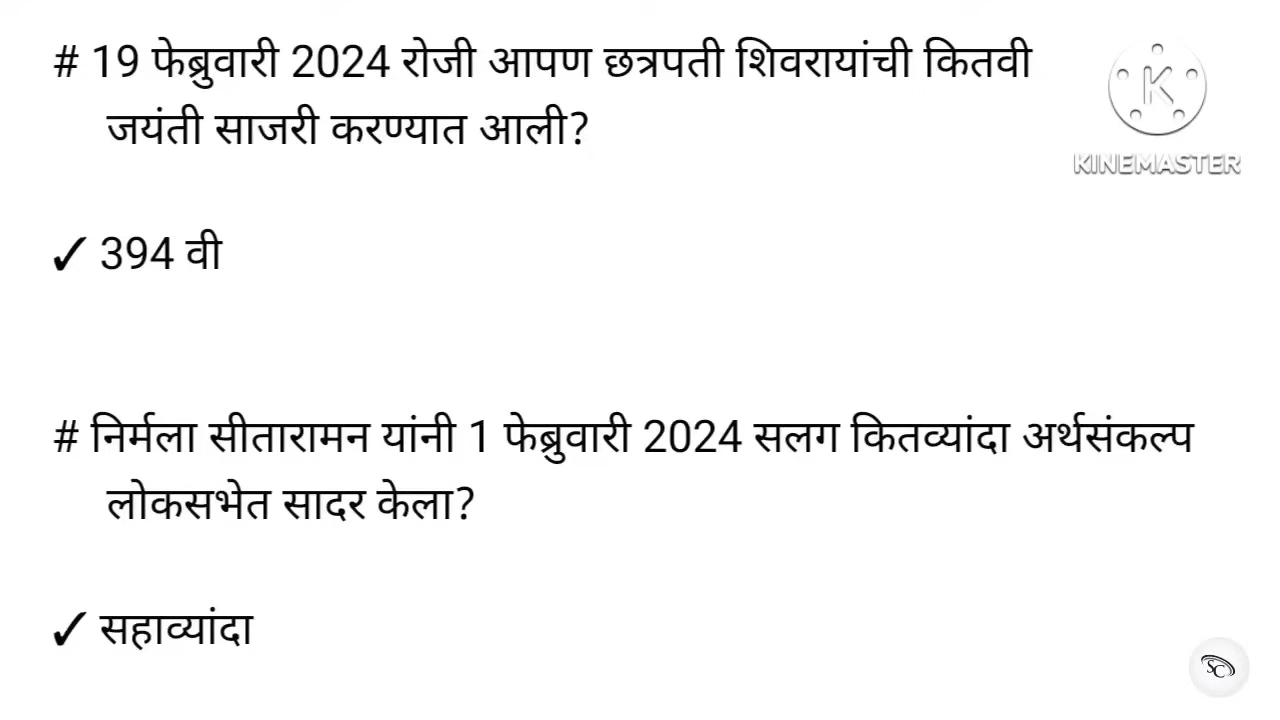 # 19 फेब्रुवारी 2024 रोजी आपण छत्रपती शिवरायांची कितवी
जयंती साजरी करण्यात आली?
✓ 394 वी
# निर्मला सीतारामन यांनी 1 फेब्रुवारी 2024 सलग कितव्यांदा अर्थसंकल्प
लोकसभेत सादर केला?
✓ सहाव्यांदा
K
KINEMASTER
SC